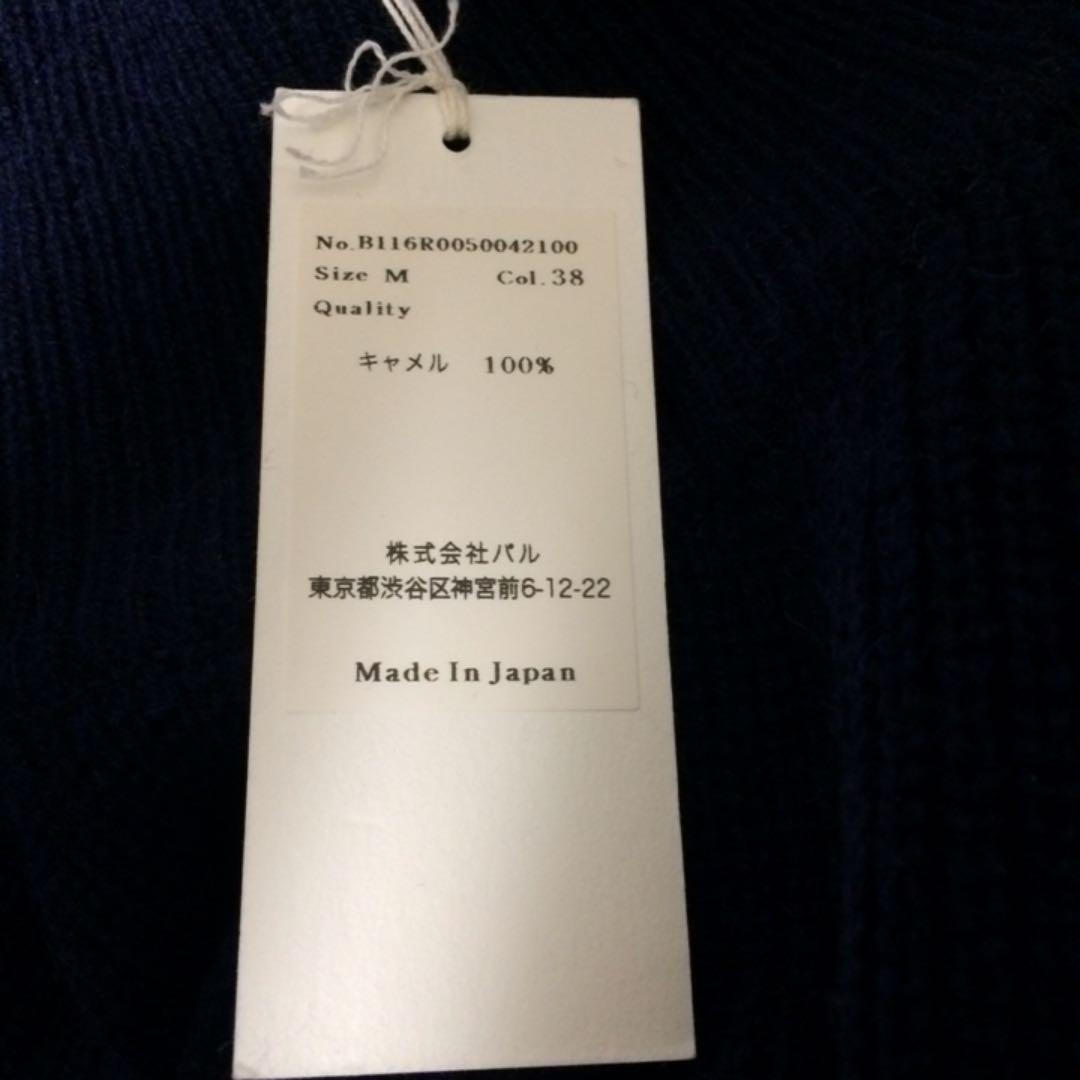 No.B116R0050042100
Size M Col.38
Quality
キャメル 100%
株式会社パル
東京都渋谷区神宮前6-12-22
Made In Japan